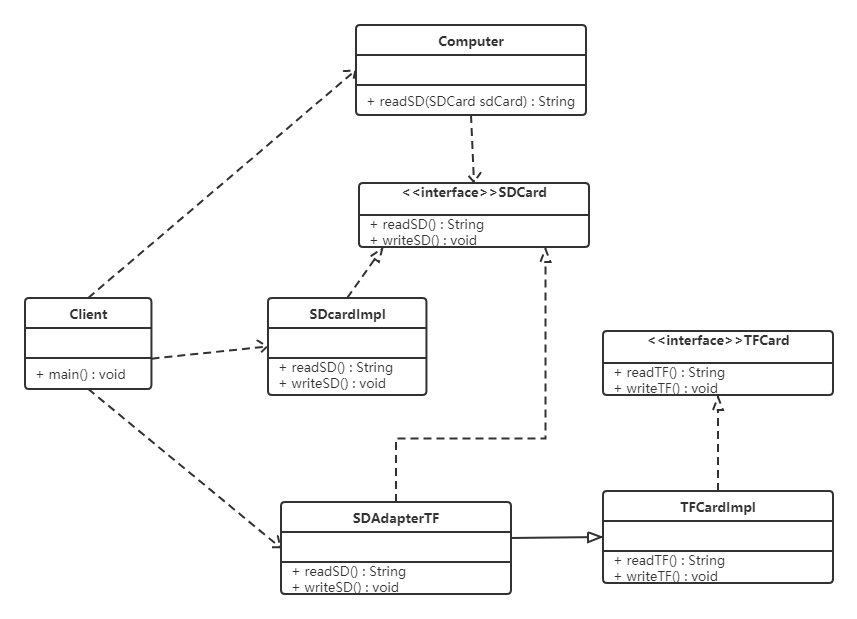 Computer
+ readSD(SDCard sdCard) : String
<<interface>>SDCard
+ readSD() : String
+ writeSD() : void
Client
+ main() : void
SDcardImpl
+ readSD() : String
+ writeSD() : void
<<interface>>TFCard
+ readTF() : String
+ writeTF() : void
SDAdapterTF
+ readSD() : String
+ writeSD() : void
TFCardImpl
+ readTF() : String
+ writeTF() : void